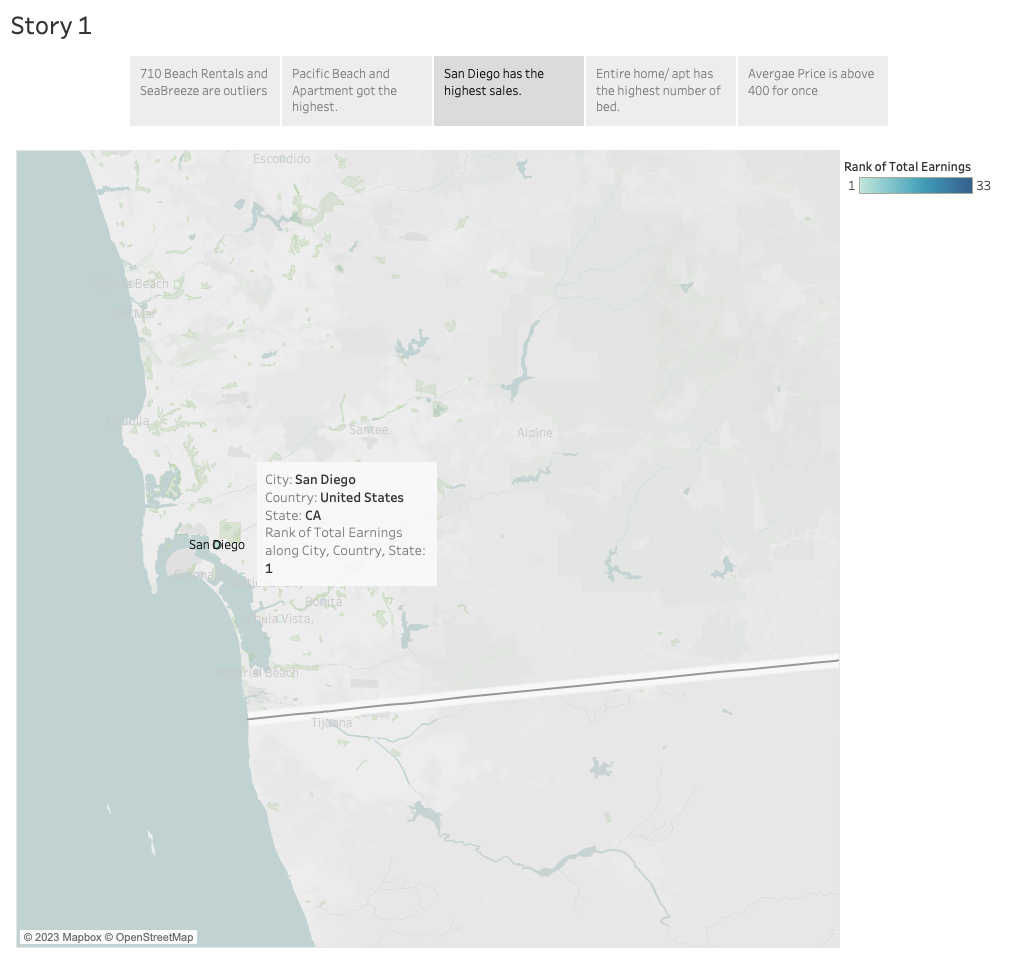 Story 1
710 Beach Rentals and
SeaBreeze are outliers
Pacific Beach and
Apartment got the
highest.
San Diego has the
highest sales.
Entire home/ apt has
the highest number of
bed.
Avergae Price is above
400 for once
Rank of Total Earnings
1 33
Escondido
Solana Beach
Del Mar
La Jolla
Santee
Alpine
City: San Diego
Country: United States
State: CA
Rank of Total Earnings
along City, Country, State:
1
San Diego
Bonita
Chula Vista,
Imperial Beach
Tijuana
© 2023 Mapbox © OpenStreetMap